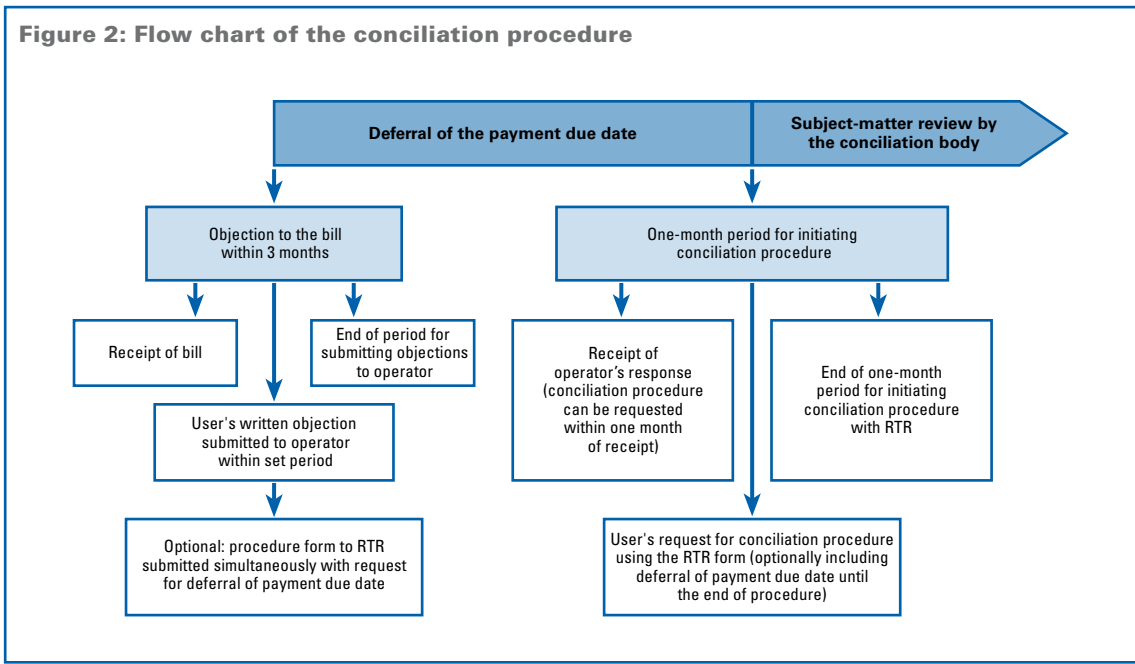 Figure 2: Flow chart of the conciliation procedure
Deferral of the payment due date
Subject-matter review by
the conciliation body
Objection to the bill
within 3 months
One-month period for initiating
conciliation procedure
Receipt of bill
End of period for
submitting objections
to operator
Receipt of
operator’s response
(conciliation procedure
can be requested
within one month
of receipt)
End of one-month
period for initiating
conciliation procedure
with RTR
User's written objection
submitted to operator
within set period
Optional: procedure form to RTR
submitted simultaneously with request
for deferral of payment due date
User's request for conciliation procedure
using the RTR form (optionally including
deferral of payment due date until
the end of procedure)